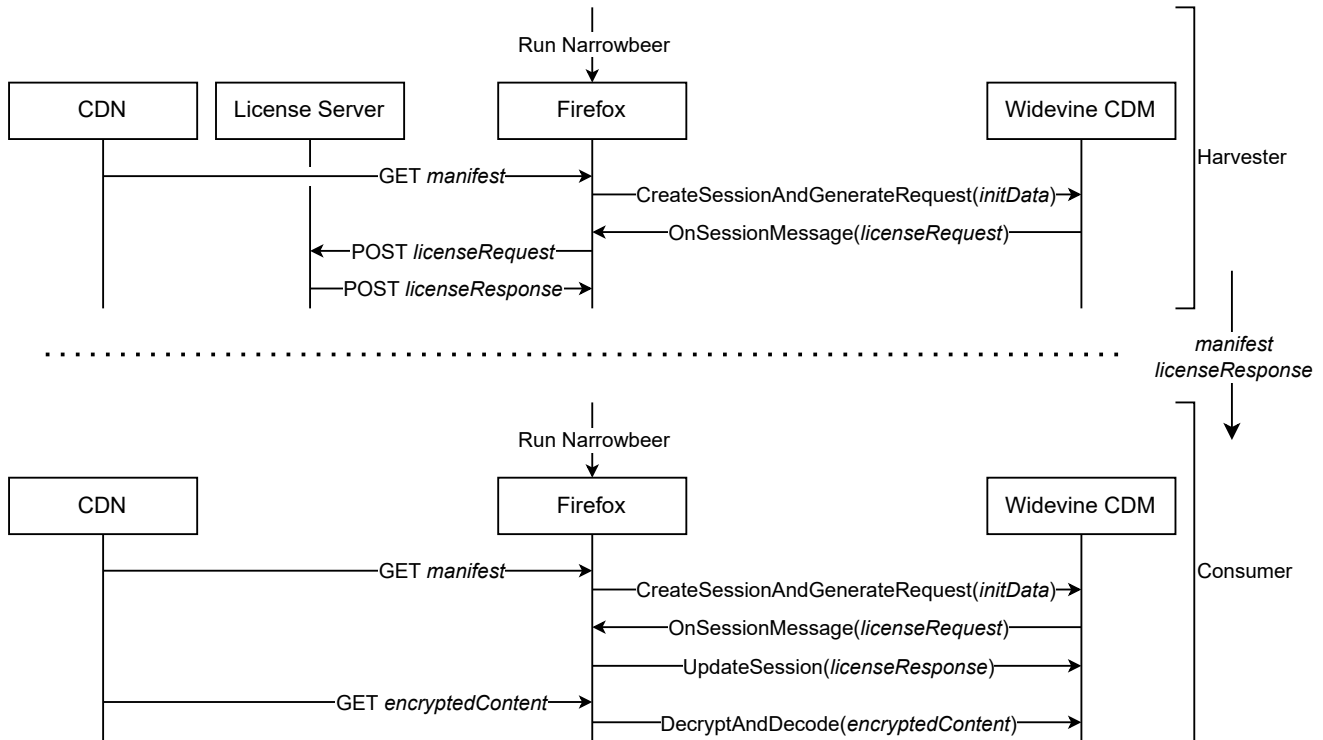 Run Narrowbeer
CDN
License Server
Firefox
Widevine CDM
Harvester
GET manifest
CreateSessionAndGenerateRequest(initData)
OnSessionMessage(licenseRequest)
POST licenseRequest
POST licenseResponse
manifest
licenseResponse
Run Narrowbeer
CDN
Firefox
Widevine CDM
Consumer
GET manifest
CreateSessionAndGenerateRequest(initData)
OnSessionMessage(licenseRequest)
UpdateSession(licenseResponse)
GET encryptedContent
DecryptAndDecode(encryptedContent)